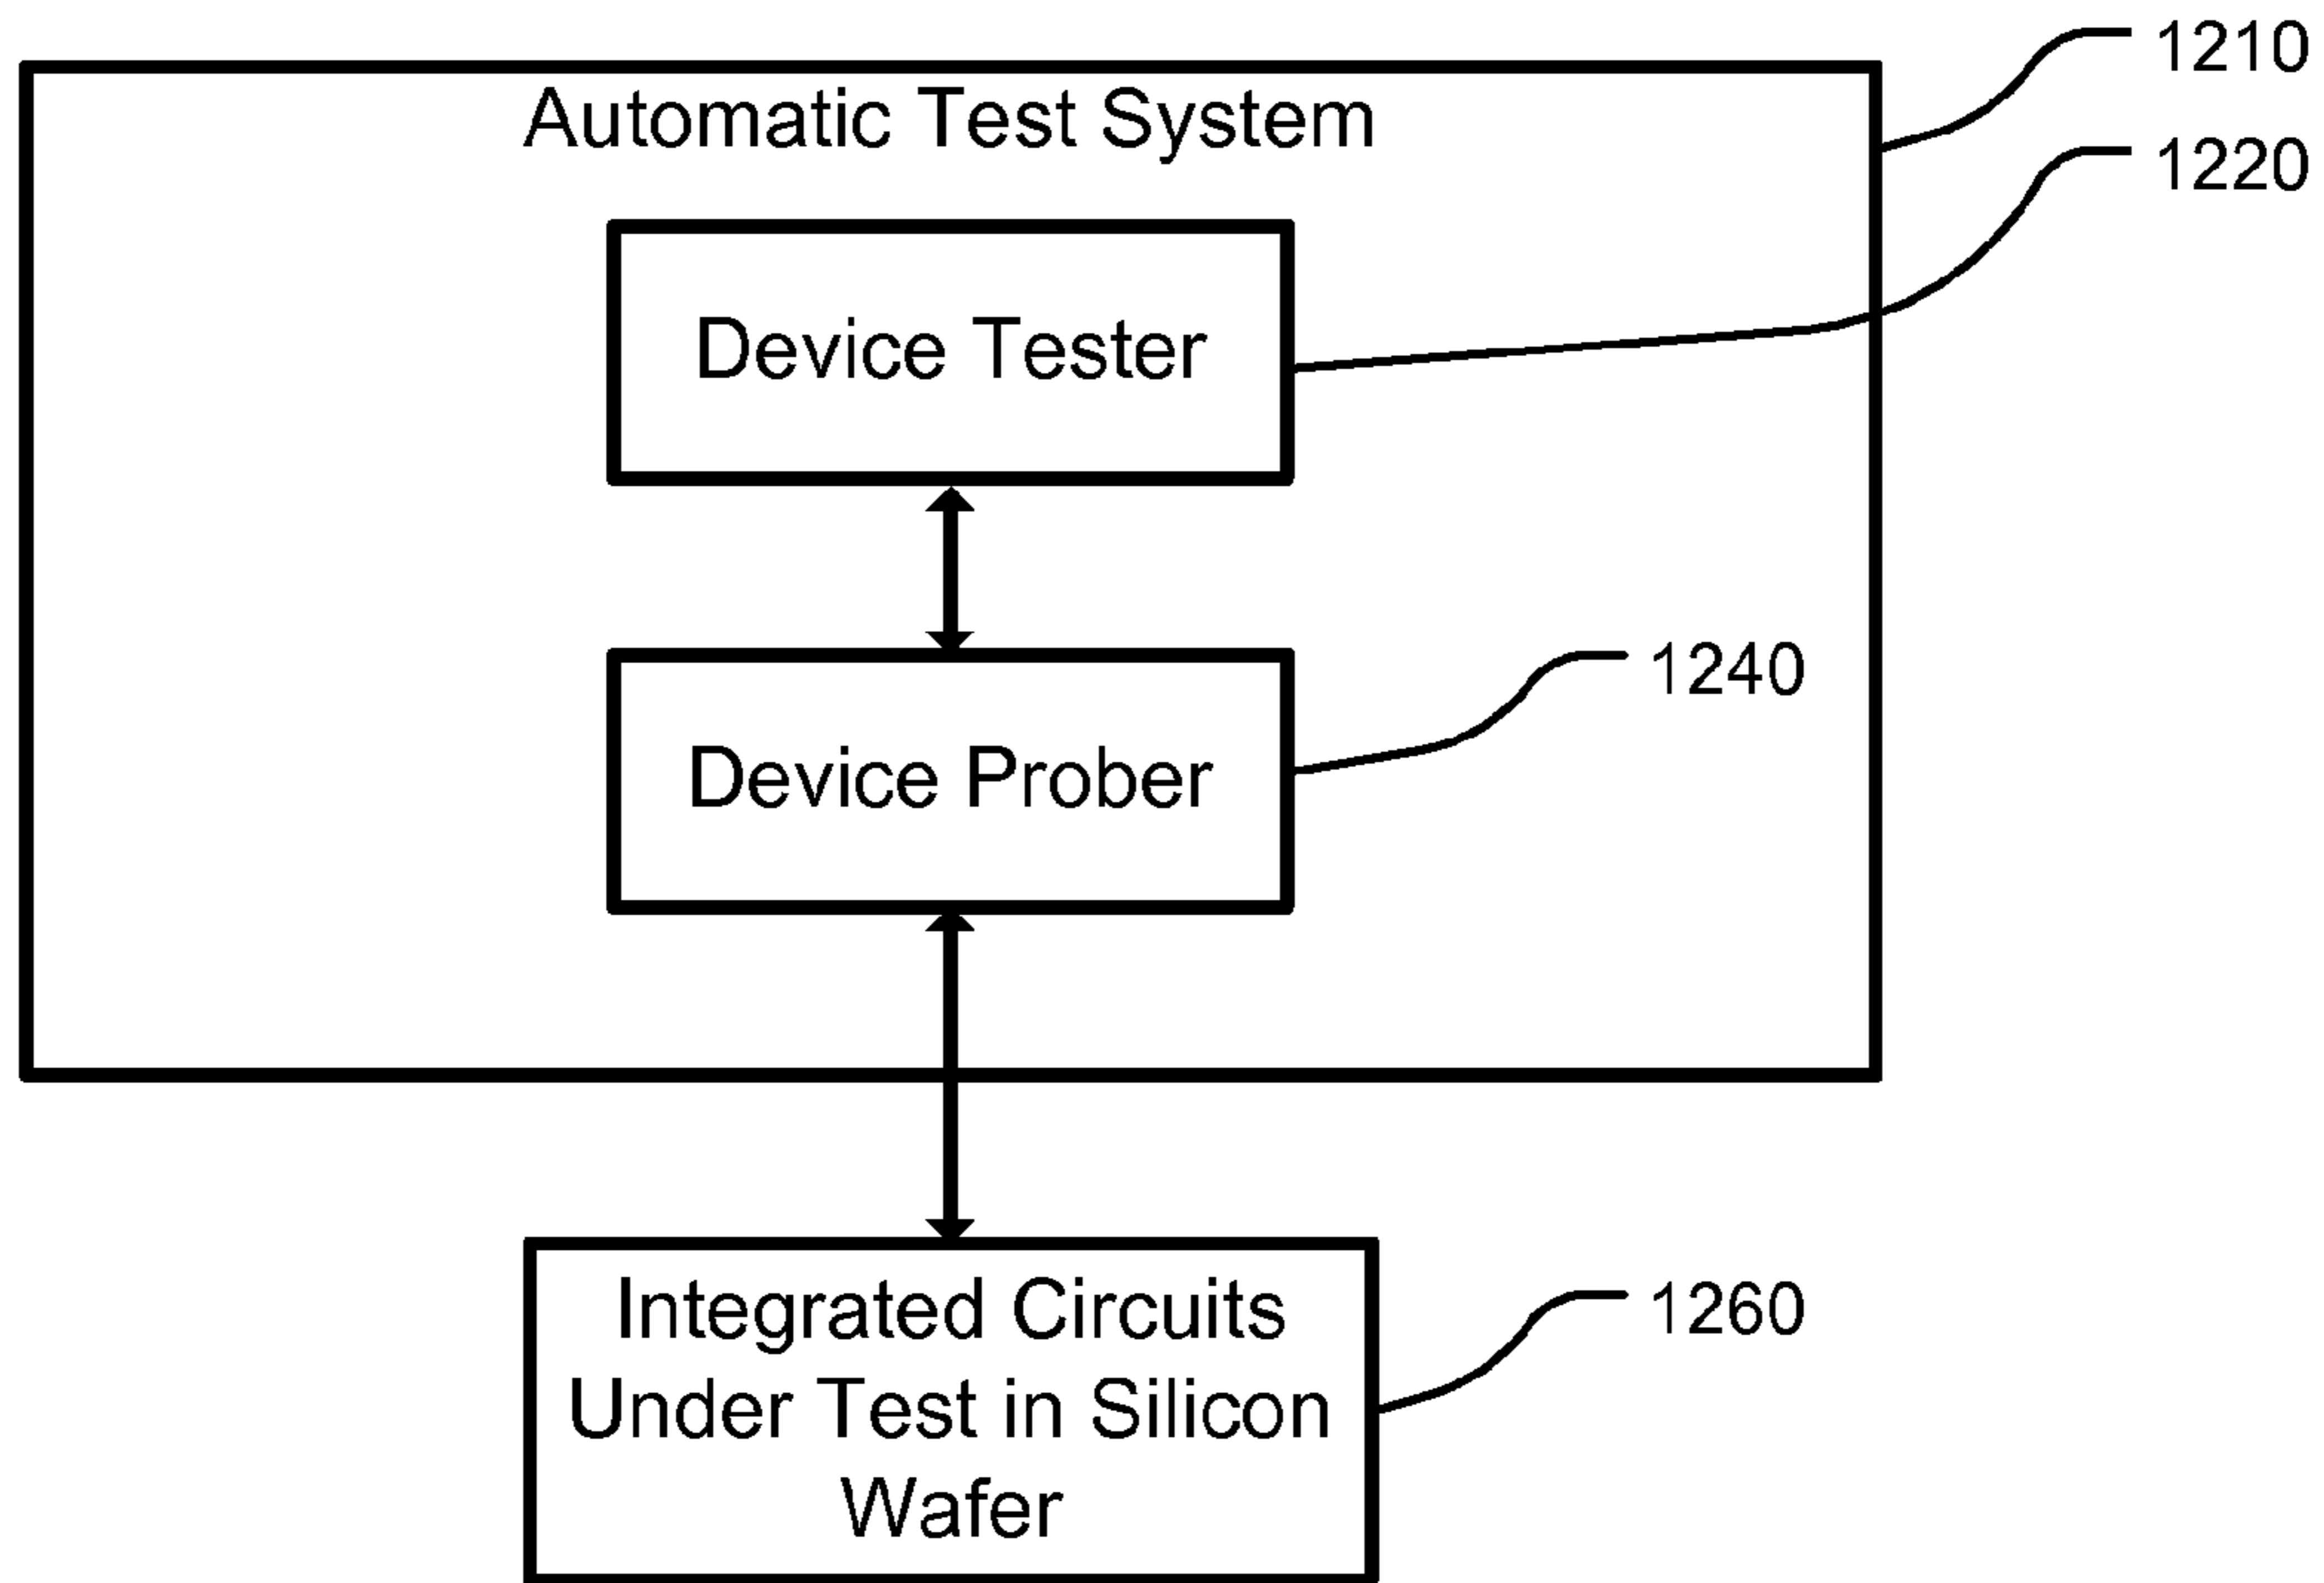 1210
Automatic Test System
1220
Device Tester
1240
Device Prober
Integrated Circuits
1260
Under Test in Silicon
Wafer